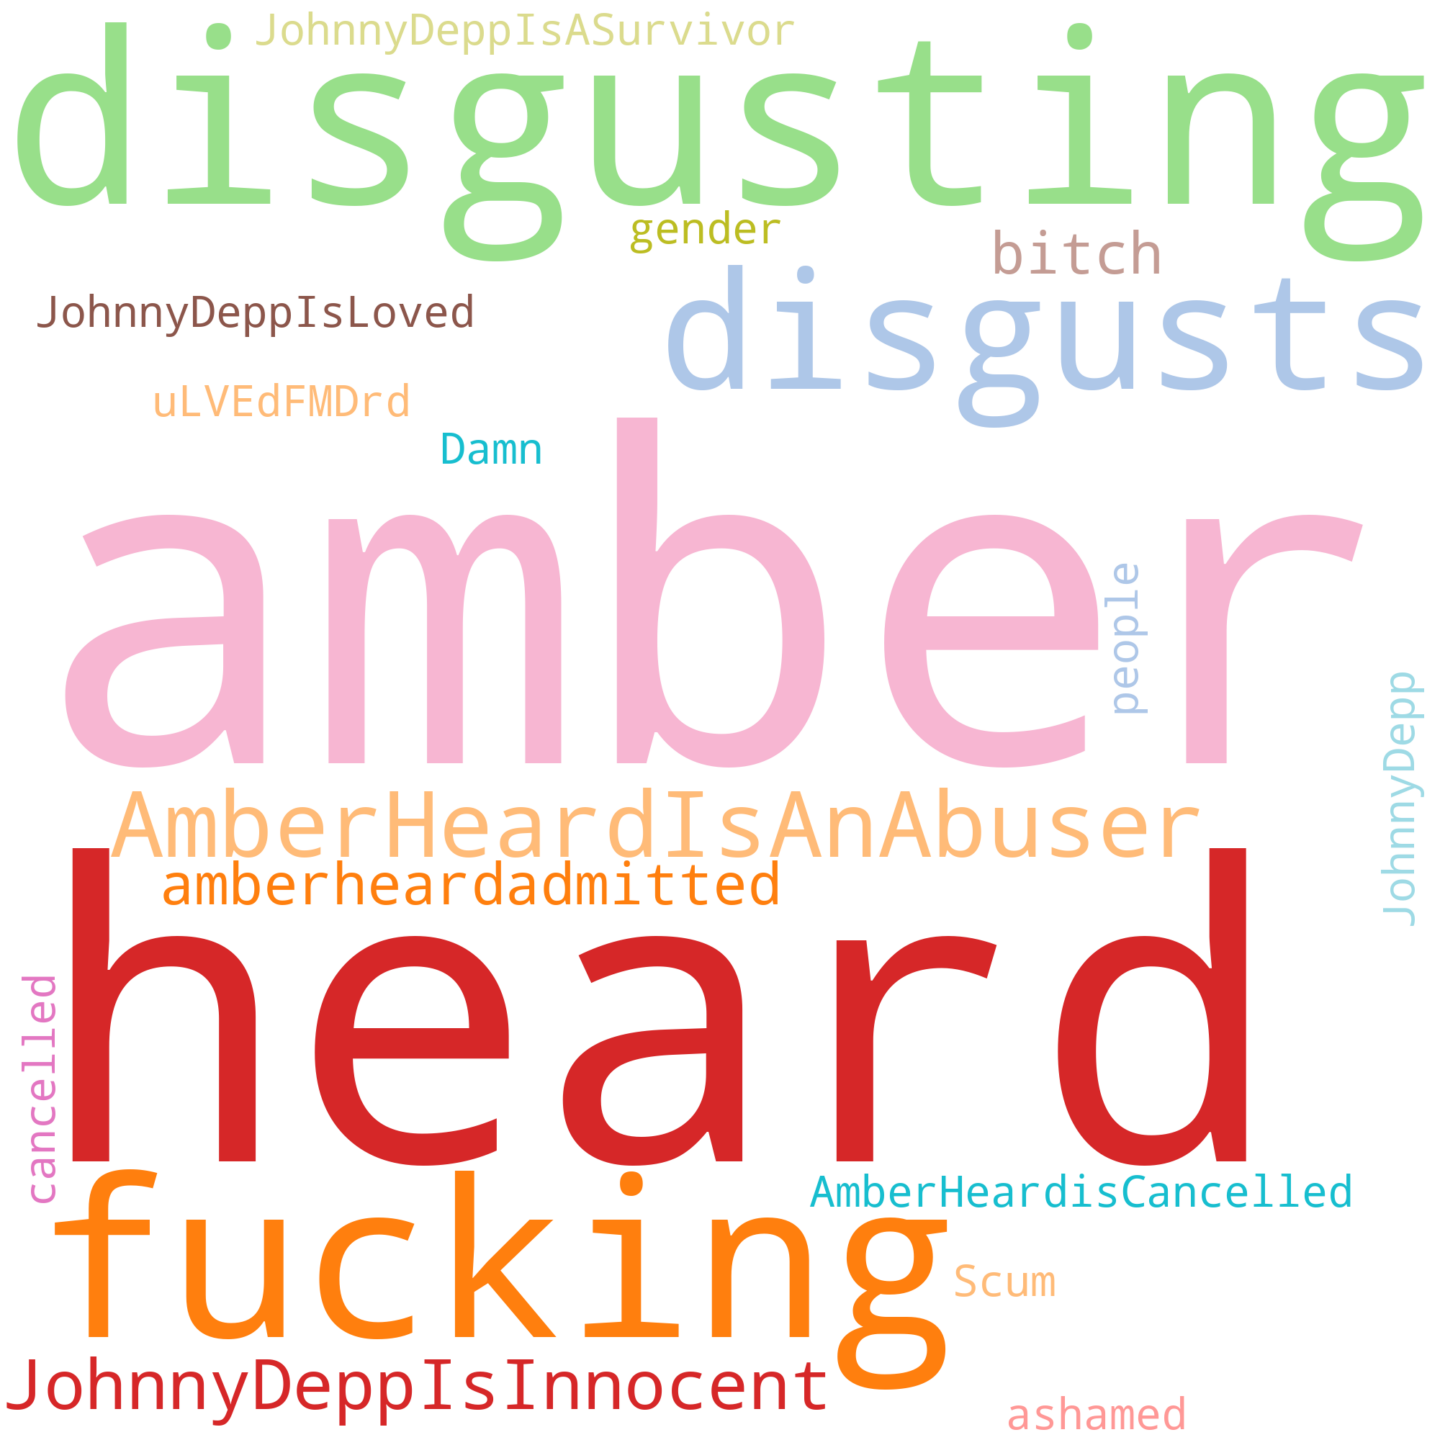 JohnnyDeppIsASurvivor
disgusting
gender
bitch
disgusts
JohnnyDeppIsLoved
uLVEdFMDrd
Damn
amber
people
JohnnyDepp
AmberHeardIsAnAbuser
amberheardadmitted
heard
cancelled
AmberHeardisCancelled
fucking
Scum
JohnnyDeppIsInnocent
ashamed